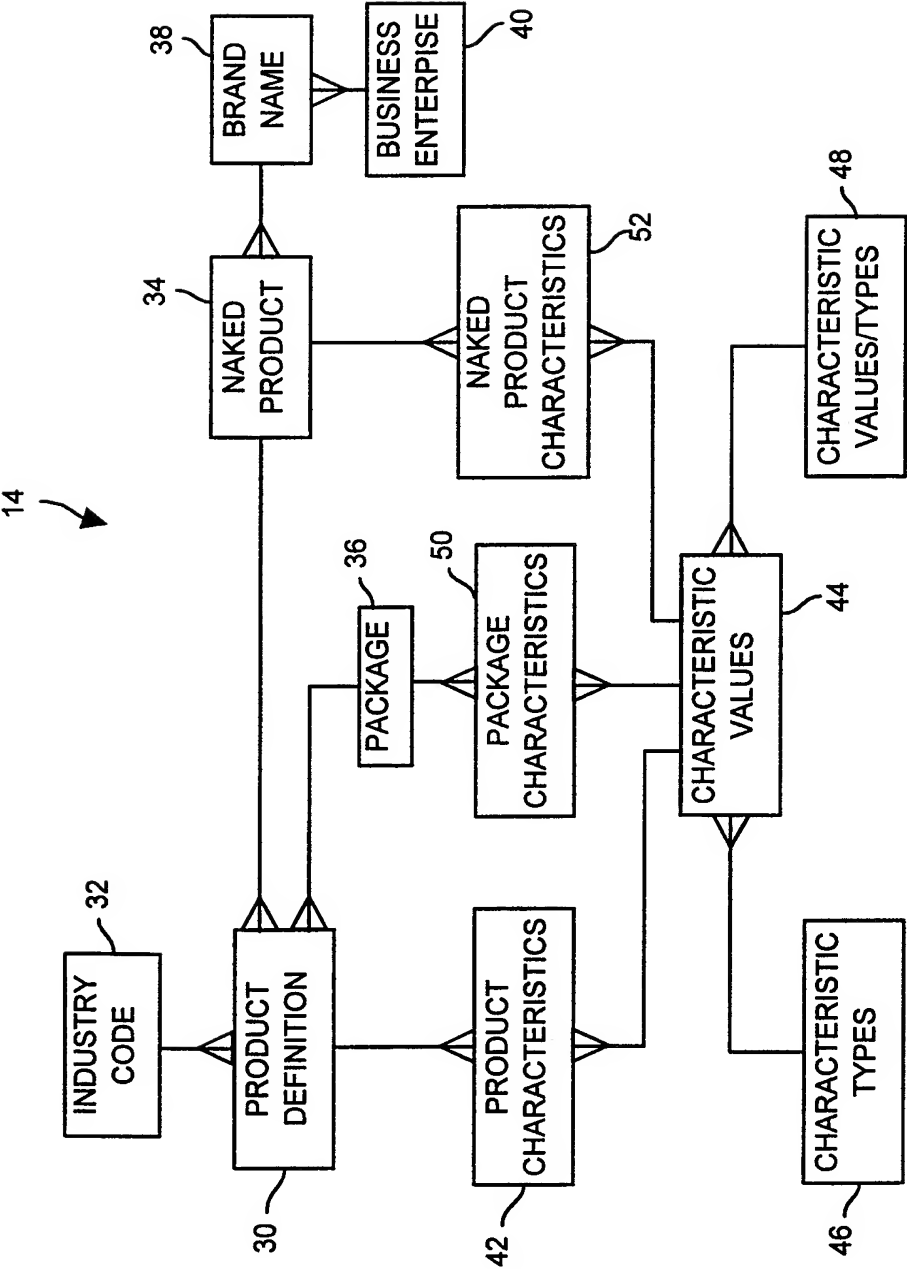 14
32
INDUSTRY
CODE
38
BRAND
NAME
34
NAKED
PRODUCT
PRODUCT
DEFINITION
30
BUSINESS
ENTERPISE
40
36
PACKAGE
50
PRODUCT
CHARACTERISTICS
42
PACKAGE
CHARACTERISTICS
NAKED
PRODUCT
CHARACTERISTICS
52
CHARACTERISTIC
VALUES
44
CHARACTERISTIC
TYPES
46
CHARACTERISTIC
VALUES/TYPES
48